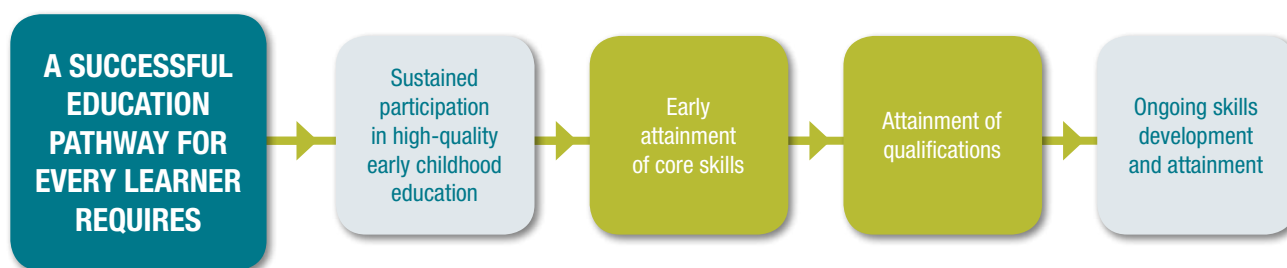 A SUCCESSFUL
EDUCATION
PATHWAY FOR
EVERY LEARNER
REQUIRES
Sustained
participation
in high-quality
early childhood
education
Early
attainment
of core skills
Attainment of
qualifications
Ongoing skills
development
and attainment